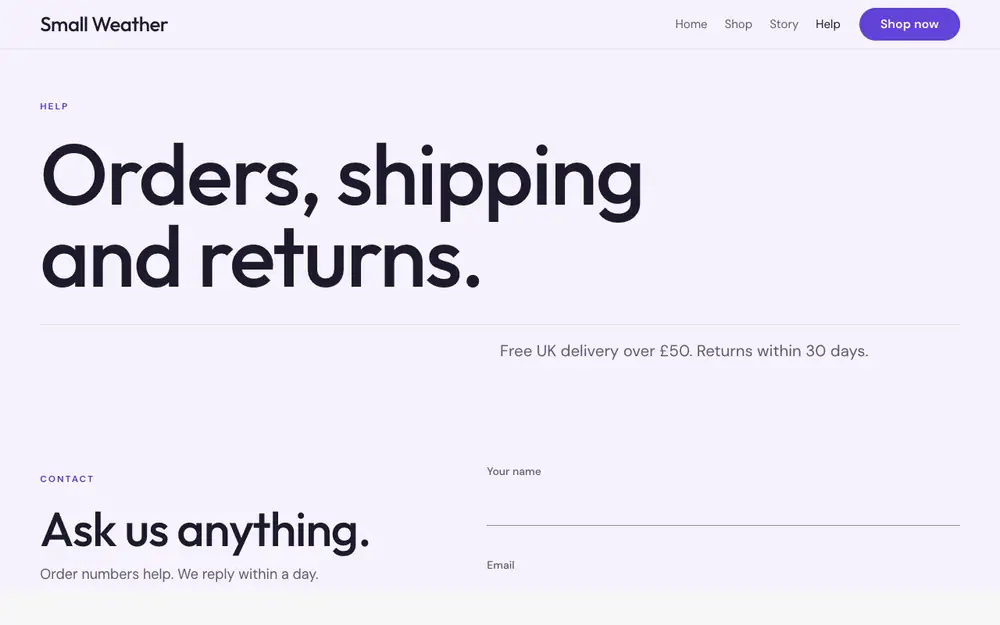 Small Weather
Home Shop Story Help Shop now
HELP
Orders, shipping
and returns.
Free UK delivery over £50. Returns within 30 days.
CONTACT
Ask us anything.
Order numbers help. We reply within a day.
Your name
Email